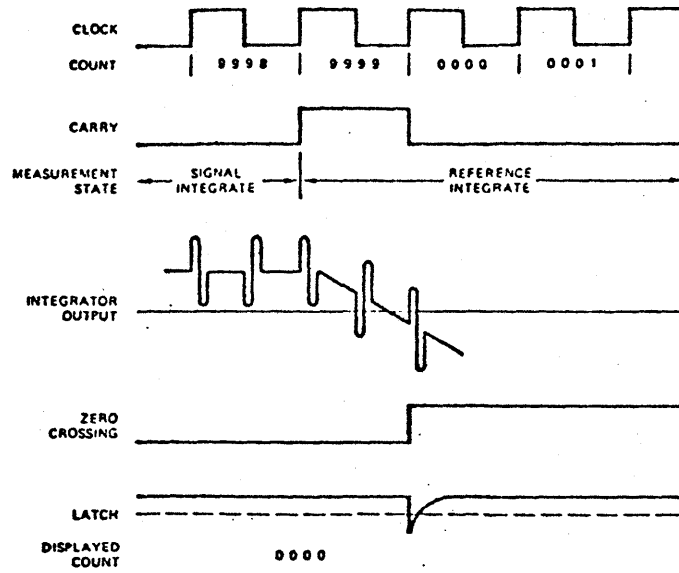 CLOCK
COUNT
9998
9999
0000
0001
CARRY
MEASUREMENT
STATE
SIGNAL
INTEGRATE
REFERENCE
INTEGRATE
INTEGRATOR
OUTPUT
ZERO
CROSSING
LATCH
DISPLAYED
COUNT
0000